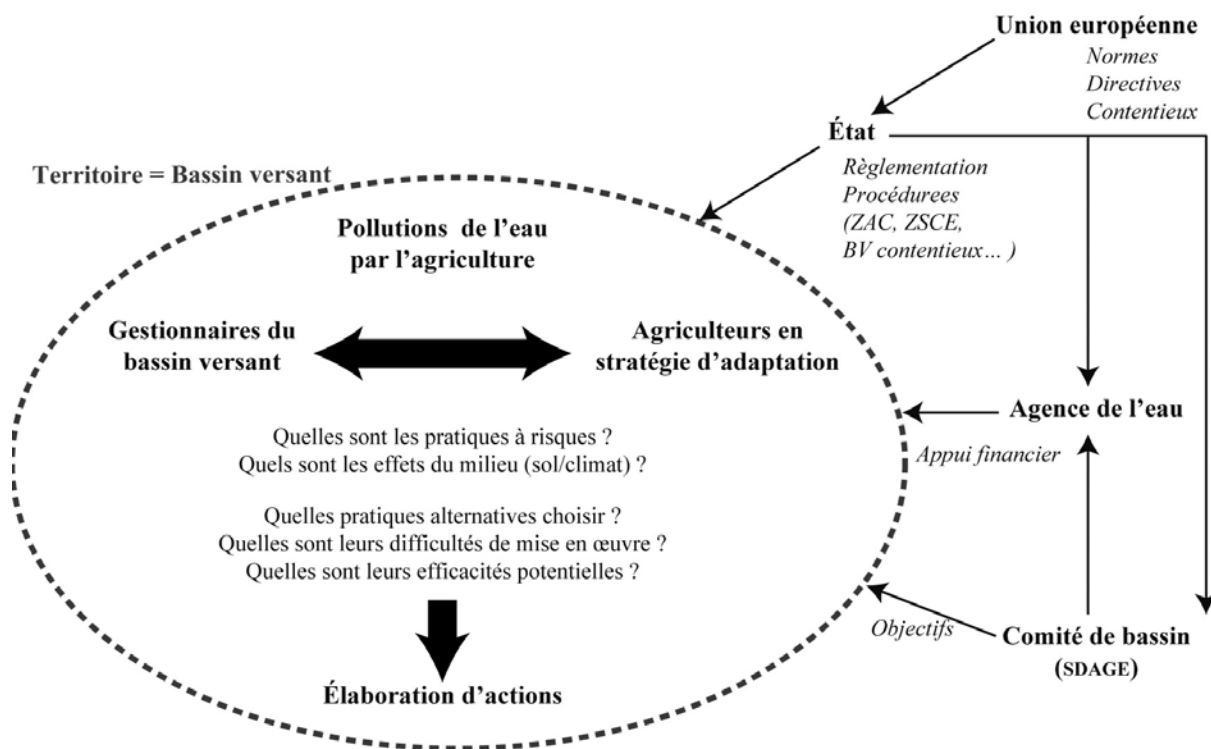 Union européenne
Normes
Directives
Contentieux
État
Règlementation
Procédurees
(ZAC, ZSCE,
BV contentieux... )
Territoire = Bassin versant
Pollutions de l'eau
par l'agriculture
Gestionnaires du
bassin versant
Agriculteurs en
stratégie d'adaptation
Quelles sont les pratiques à risques ?
Quels sont les effets du milieu (sol/climat) ?
Quelles pratiques alternatives choisir ?
Quelles sont leurs difficultés de mise en œuvre ?
Quelles sont leurs efficacités potentielles ?
Élaboration d'actions
Agence de l'eau
Appui financier
Objectifs
Comité de bassin
(SDAGE)